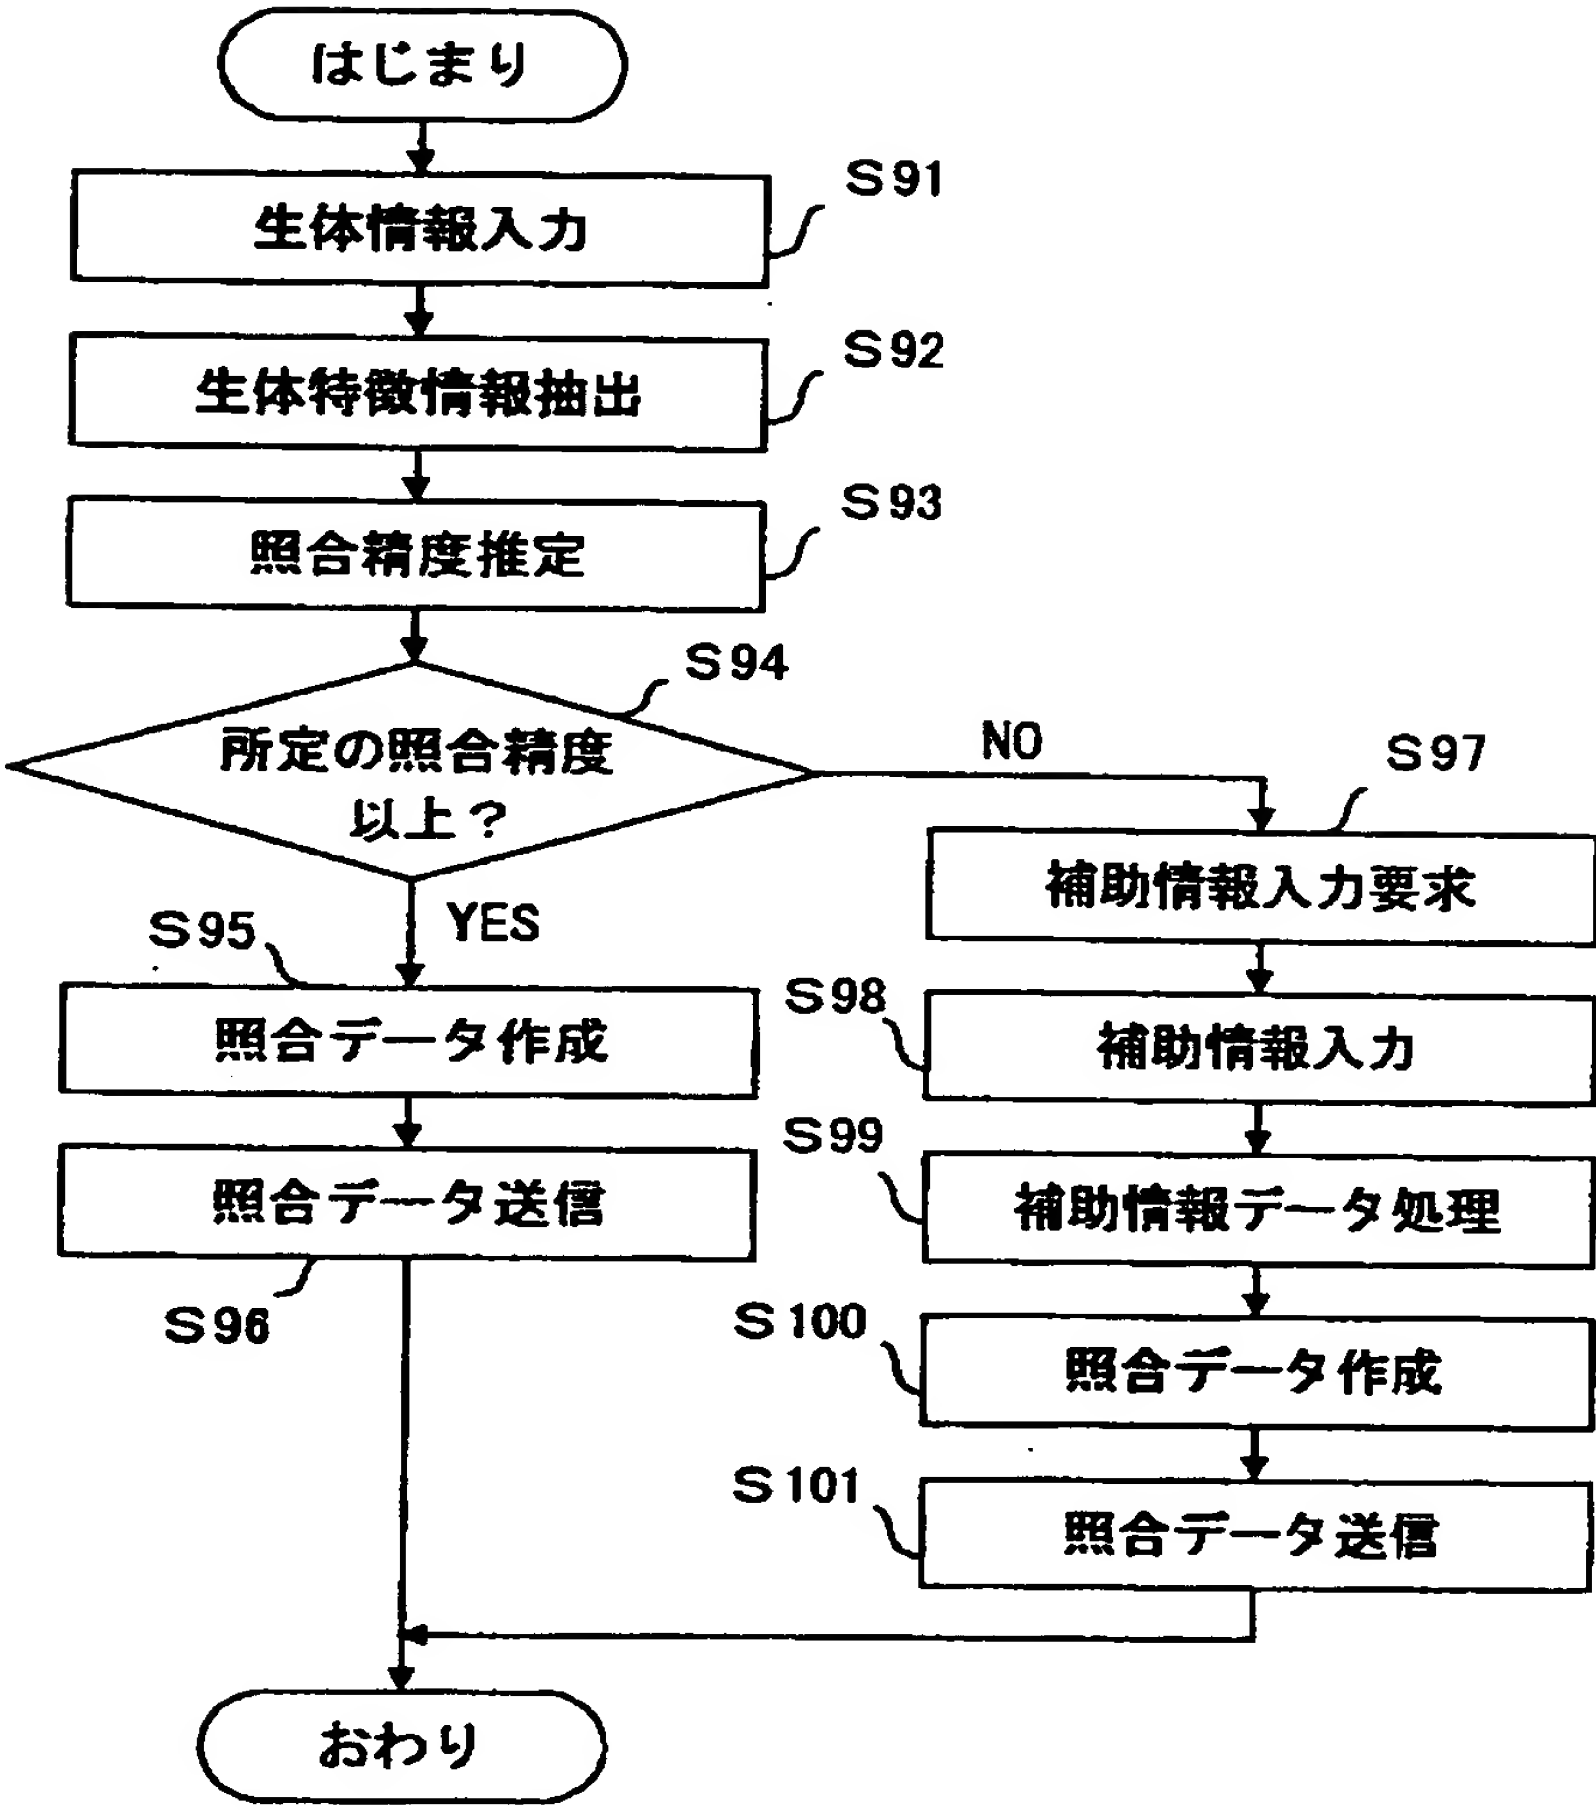 はじまり
S91
生体情報入力
S92
生体特徴情報抽出
S93
照合精度推定
S94
所定の照合精度
以上？
NO
YES
S95
照合データ作成
照合データ送信
S96
S97
補助情報入力要求
S98
補助情報入力
S99
補助情報データ処理
S100
照合データ作成
S101
照合データ送信
おわり